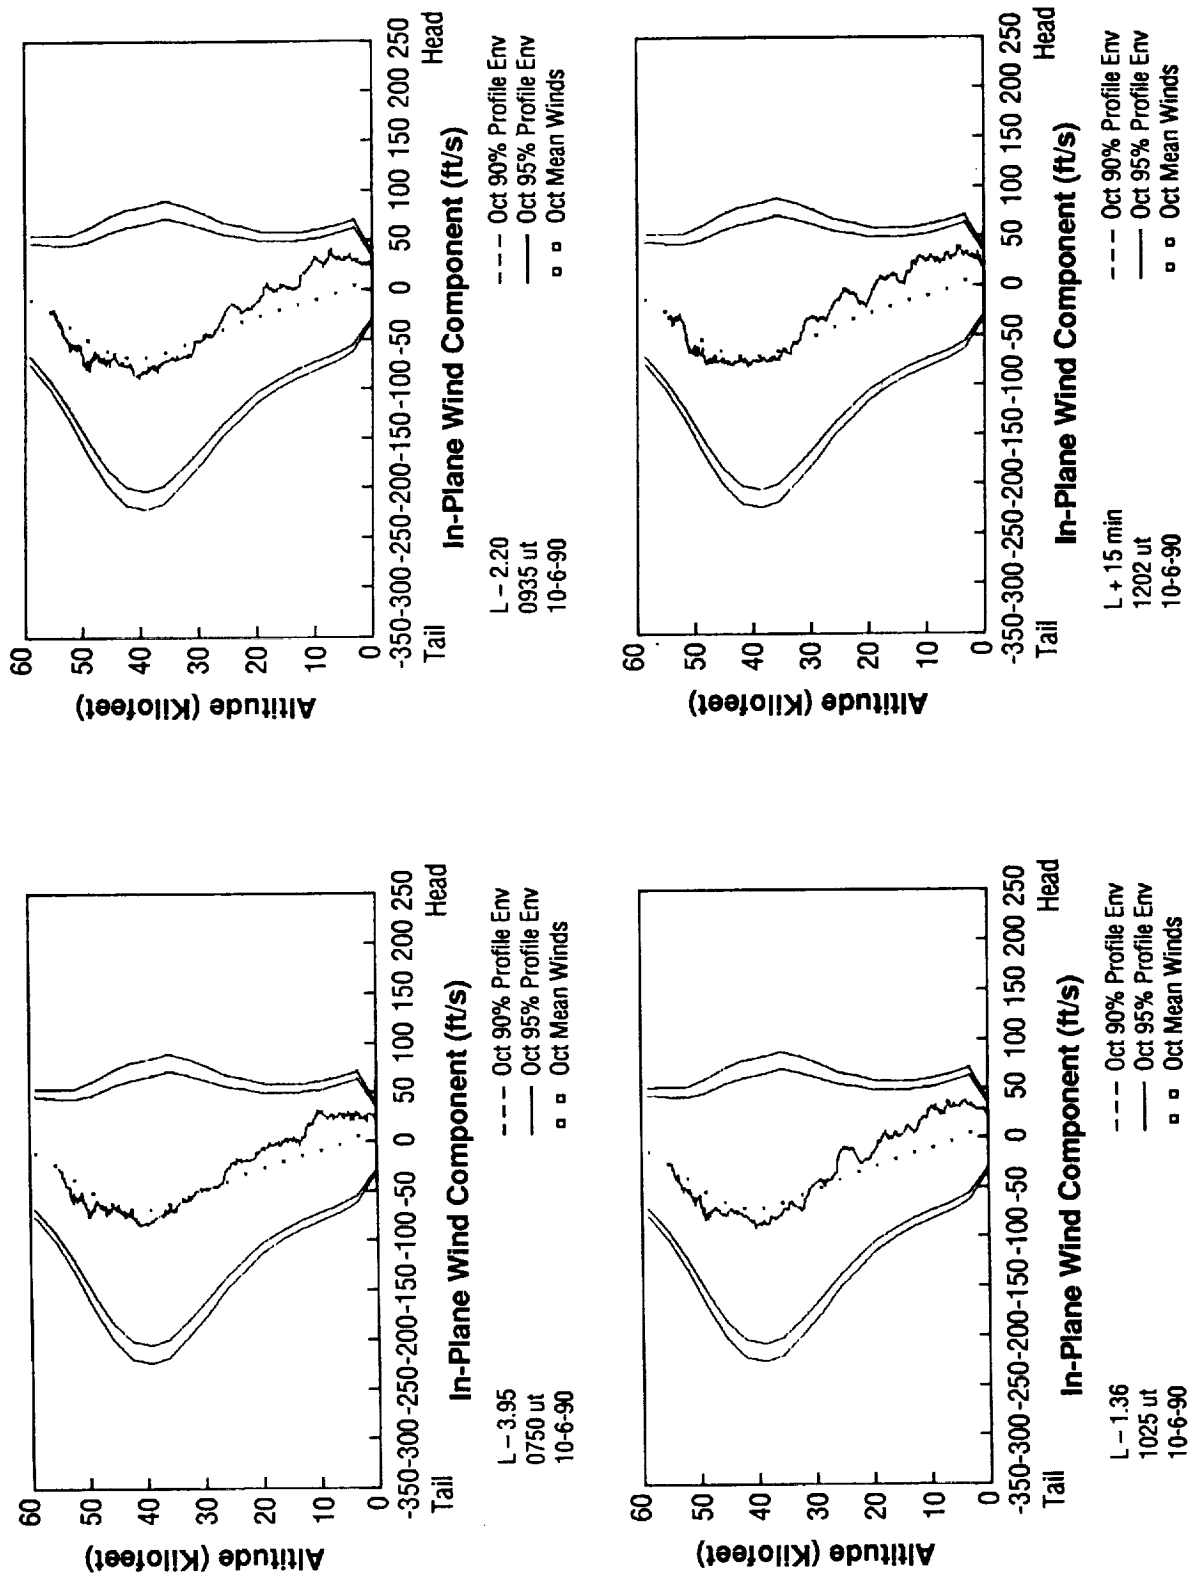 Altitude (Kilofeet)
60
50
40
30
20
10
0
-350-300-250-200-150-100-50 0 50 100 150 200 250
Tail
Head
In-Plane Wind Component (ft/s)
L – 3.95
0750 ut
10-6-90
Oct 90% Profile Env
Oct 95% Profile Env
Oct Mean Winds
Altitude (Kilofeet)
60
50
40
30
20
10
0
-350-300-250-200-150-100-50 0 50 100 150 200 250
Tail
Head
In-Plane Wind Component (ft/s)
L – 2.20
0935 ut
10-6-90
Oct 90% Profile Env
Oct 95% Profile Env
Oct Mean Winds
Altitude (Kilofeet)
60
50
40
30
20
10
0
-350-300-250-200-150-100-50 0 50 100 150 200 250
Tail
Head
In-Plane Wind Component (ft/s)
L – 1.36
1025 ut
10-6-90
Oct 90% Profile Env
Oct 95% Profile Env
Oct Mean Winds
Altitude (Kilofeet)
60
50
40
30
20
10
0
-350-300-250-200-150-100-50 0 50 100 150 200 250
Tail
Head
In-Plane Wind Component (ft/s)
L + 15 min
1202 ut
10-6-90
Oct 90% Profile Env
Oct 95% Profile Env
Oct Mean Winds